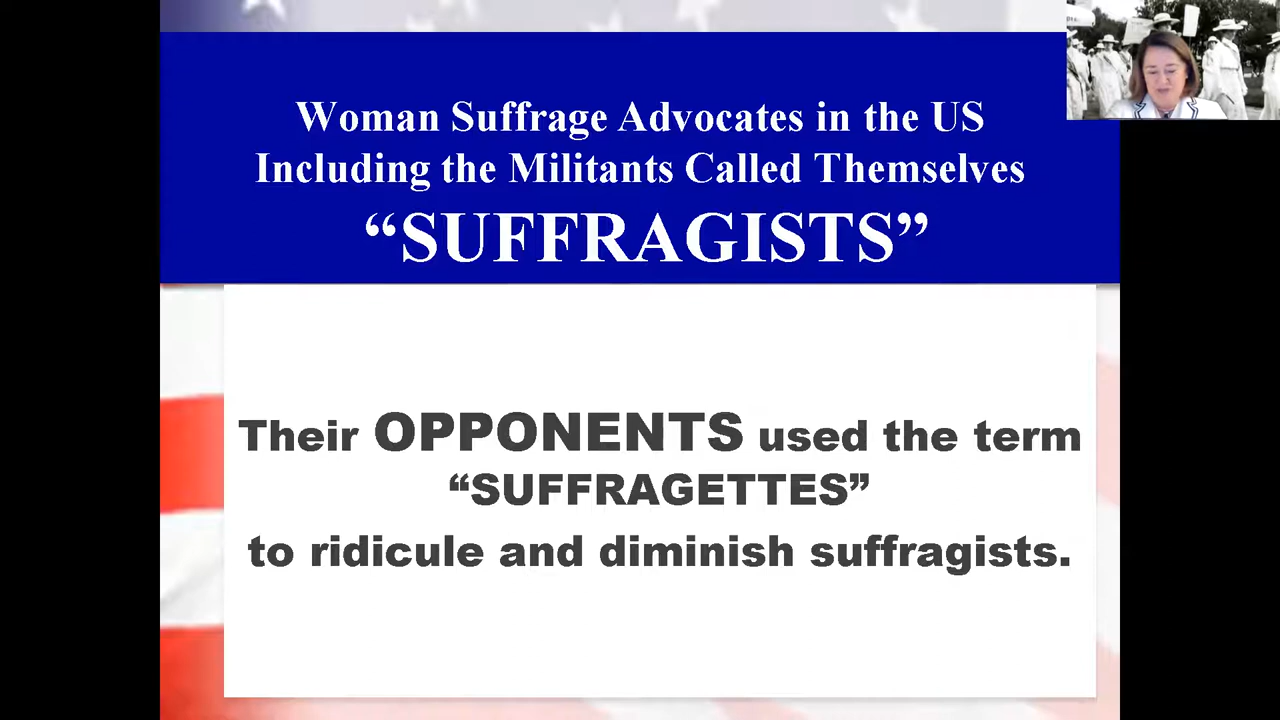 Woman Suffrage Advocates in the US
Including the Militants Called Themselves
“SUFFRAGISTS”
Their OPPONENTS used the term
“SUFFRAGETTES”
to ridicule and diminish suffragists.